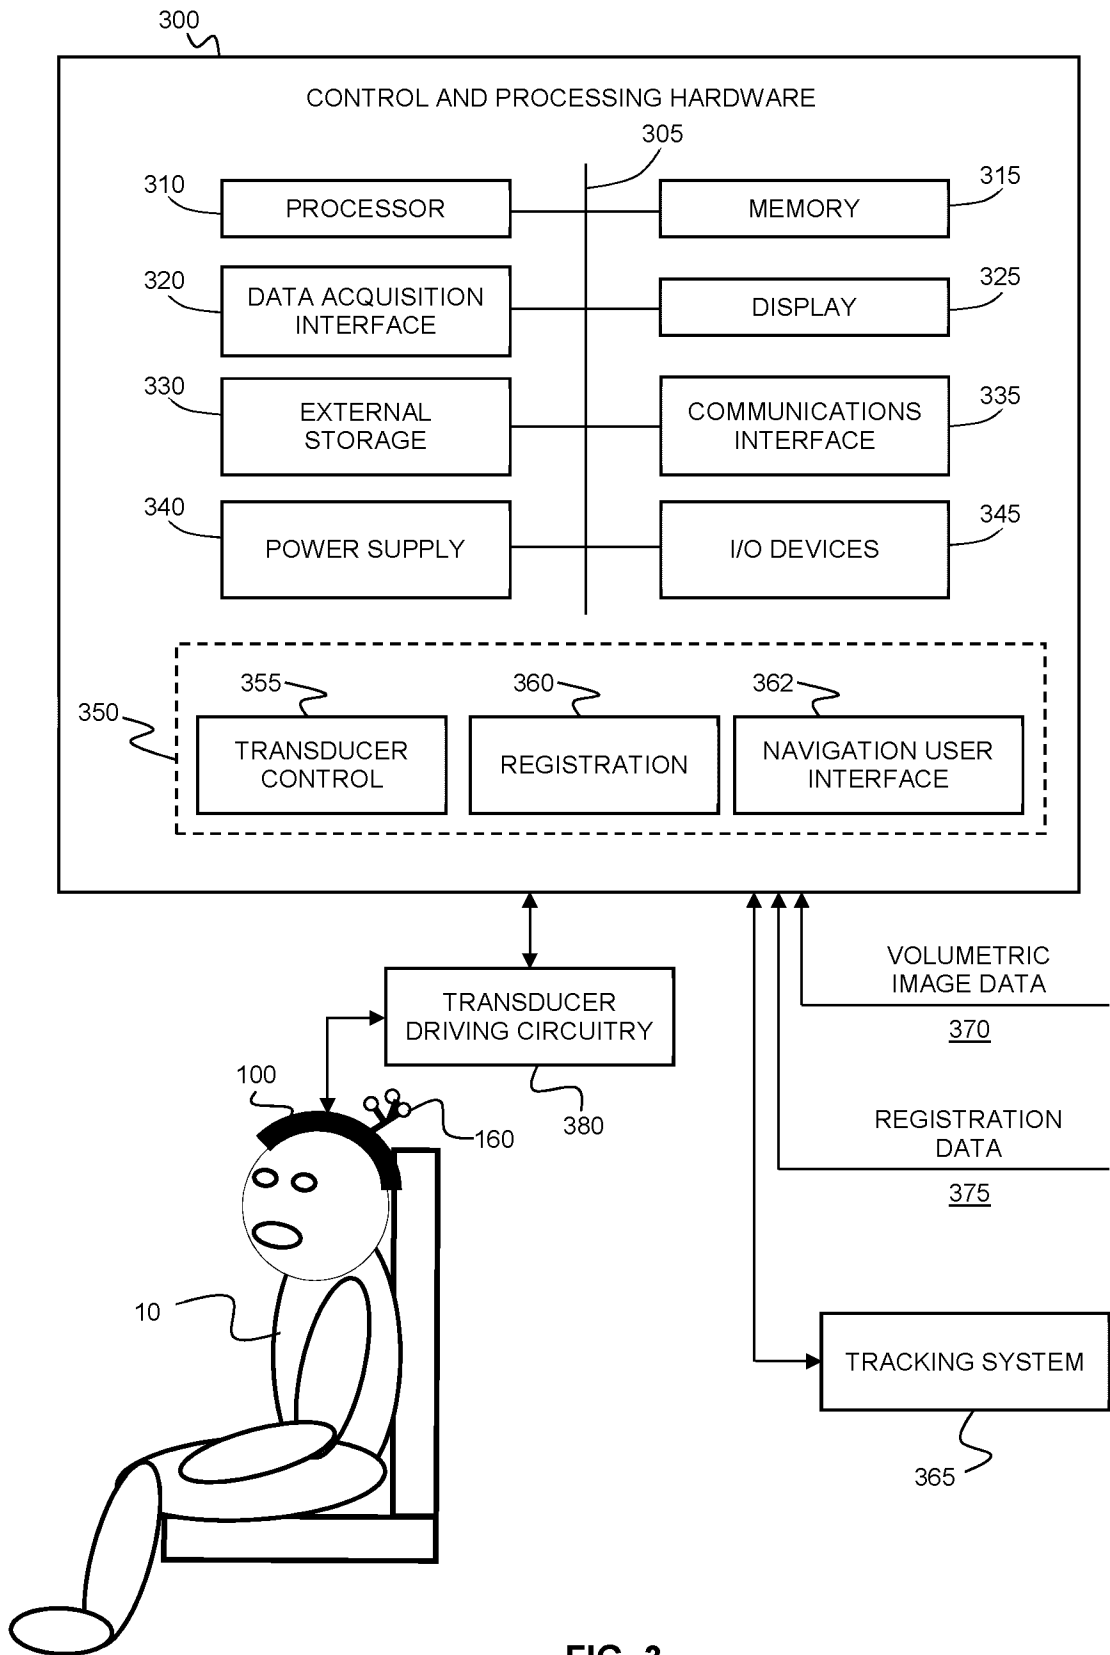 300
CONTROL AND PROCESSING HARDWARE
305
310
PROCESSOR
315
MEMORY
320
DATA ACQUISITION
INTERFACE
325
DISPLAY
330
EXTERNAL
STORAGE
335
COMMUNICATIONS
INTERFACE
340
POWER SUPPLY
345
I/O DEVICES
350
355
TRANSDUCER
CONTROL
360
REGISTRATION
362
NAVIGATION USER
INTERFACE
VOLUMETRIC
IMAGE DATA
370
TRANSDUCER
DRIVING CIRCUITRY
380
100
160
REGISTRATION
DATA
375
10
TRACKING SYSTEM
365